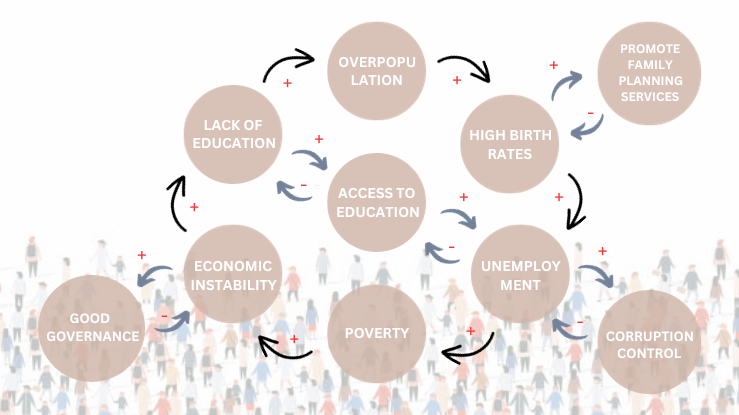 OVERPOPU
LATION
PROMOTE
FAMILY
PLANNING
SERVICES
+
+
+
-
LACK OF
EDUCATION
HIGH BIRTH
RATES
+
-
ACCESS TO
EDUCATION
+
+
+
-
ECONOMIC
INSTABILITY
UNEMPLOY
MENT
+
+
-
GOOD
GOVERNANCE
POVERTY
+
+
-
CORRUPTION
CONTROL